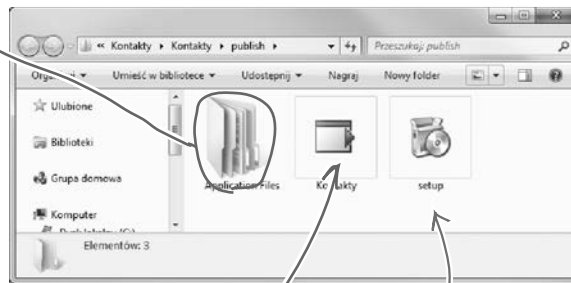 « Kontakty ▸ Kontakty ▸ publish ▸
Przeszukaj: publish
Organizuj ▾ Umieść w bibliotece ▾ Udostępnij ▾ Nagraj Nowy folder
Ulubione
Biblioteki
Grupa domowa
Komputer
Application Files
Kontakty
setup
Elementów: 3